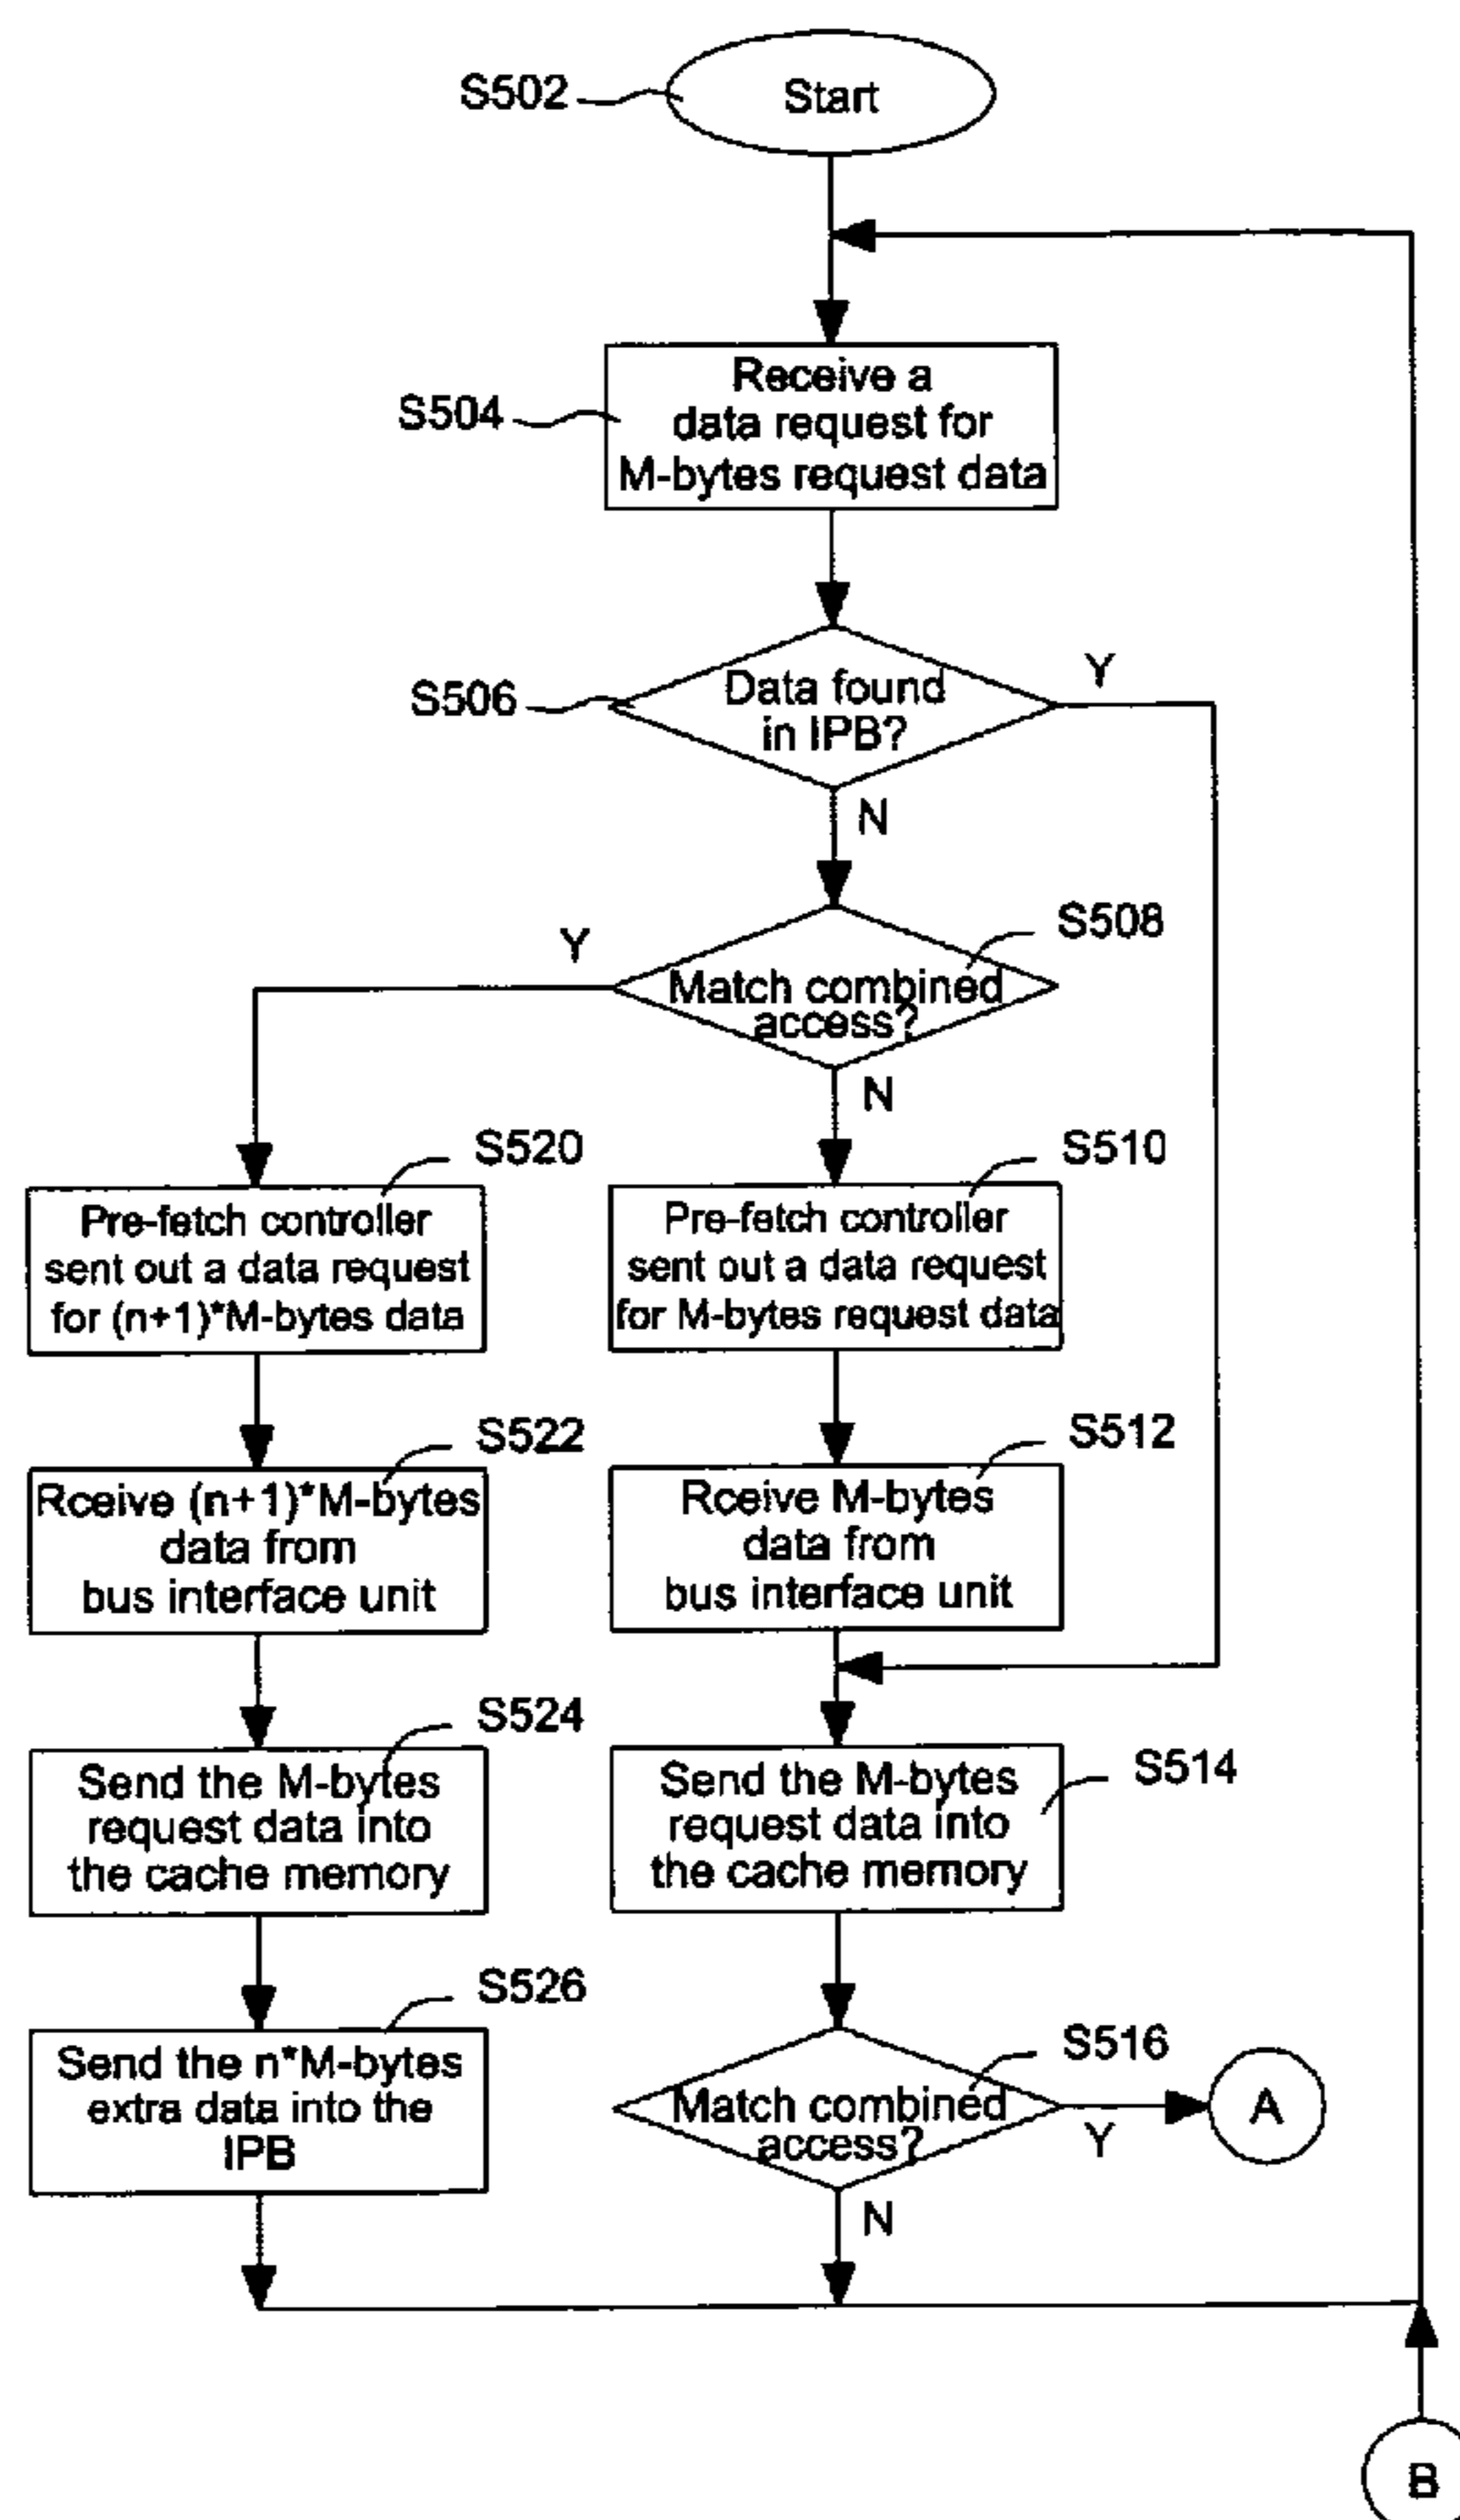 S502
Start
S504
Receive a
data request for
M-bytes request data
S506
Data found
in IPB?
Y
N
S508
Match combined
access?
Y
N
S520
Pre-fetch controller
sent out a data request
for (n+1)*M-bytes data
S510
Pre-fetch controller
sent out a data request
for M-bytes request data
S522
Rceive (n+1)*M-bytes
data from
bus interface unit
S512
Rceive M-bytes
data from
bus interface unit
S524
Send the M-bytes
request data into
the cache memory
S514
Send the M-bytes
request data into
the cache memory
S526
Send the n*M-bytes
extra data into the
IPB
S516
Match combined
access?
Y
A
N
B